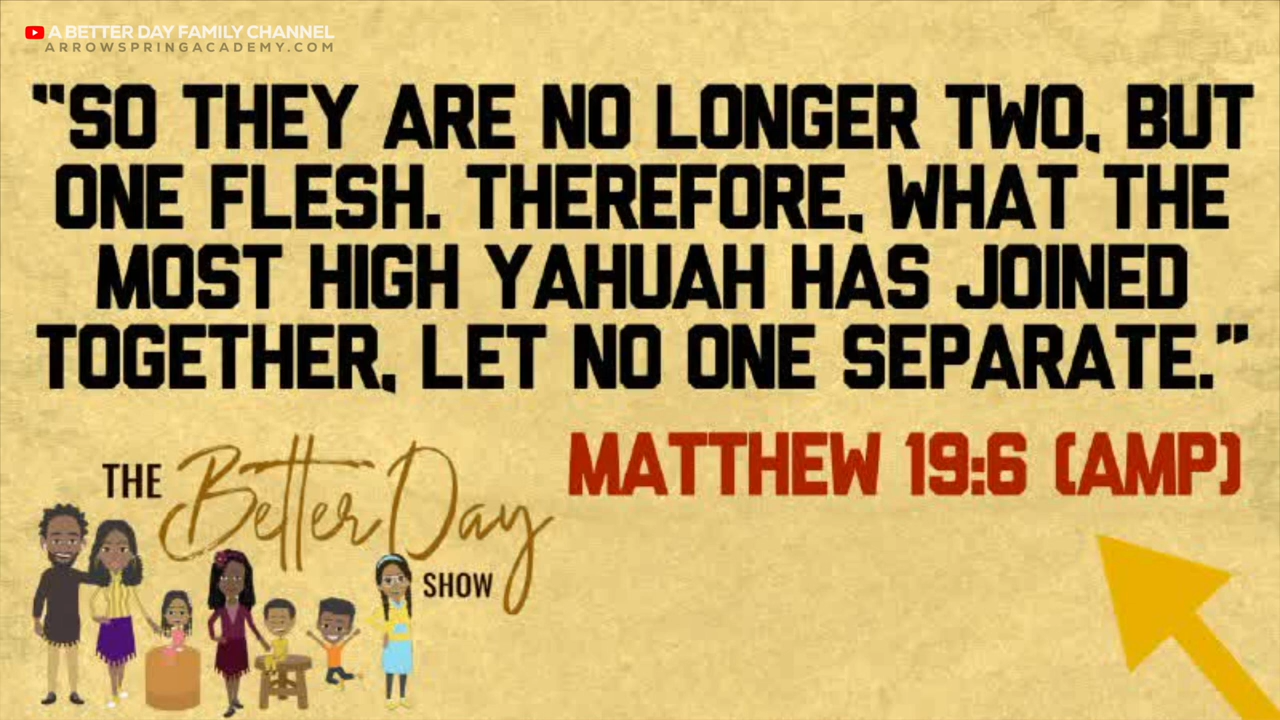 A BETTER DAY FAMILY CHANNEL
ARROWSPRINGACADEMY.COM
"SO THEY ARE NO LONGER TWO, BUT
ONE FLESH. THEREFORE, WHAT THE
MOST HIGH YAHUAH HAS JOINED
TOGETHER, LET NO ONE SEPARATE."
MATTHEW 19:6 (AMP)
THE Better Day
SHOW